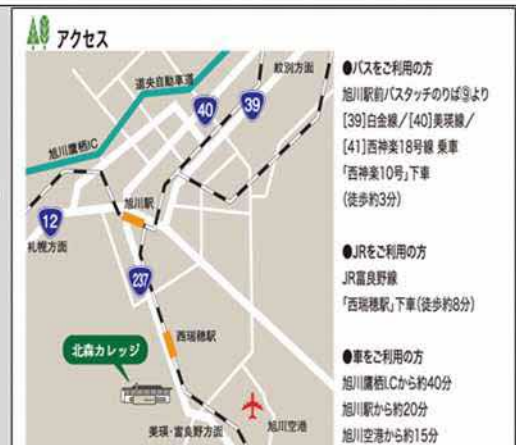 アクセス
紋別方面
道央自動車道
40
39
旭川鷹栖IC
旭川駅
12
札幌方面
237
西瑞穂駅
北森カレッジ
美瑛・富良野方面
旭川空港
●バスをご利用の方
旭川駅前バスタッチのりば⑨より
[39]白金線/[40]美瑛線/
[41]西神楽18号線 乗車
「西神楽10号」下車
(徒歩約3分)
●JRをご利用の方
JR富良野線
「西瑞穂駅」下車(徒歩約8分)
●車をご利用の方
旭川鷹栖I.Cから約40分
旭川駅から約20分
旭川空港から約15分